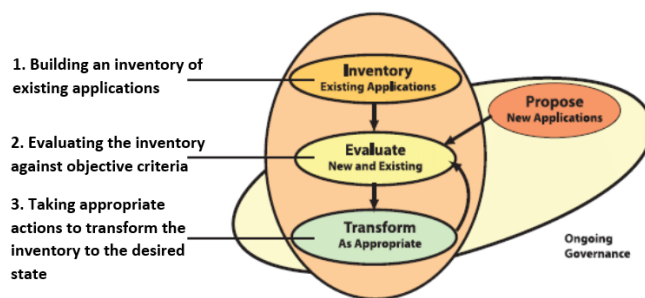 1. Building an inventory of
existing applications
2. Evaluating the inventory
against objective criteria
3. Taking appropriate
actions to transform the
inventory to the desired
state
Inventory
Existing Applications
Propose
New Applications
Evaluate
New and Existing
Transform
As Appropriate
Ongoing
Governance